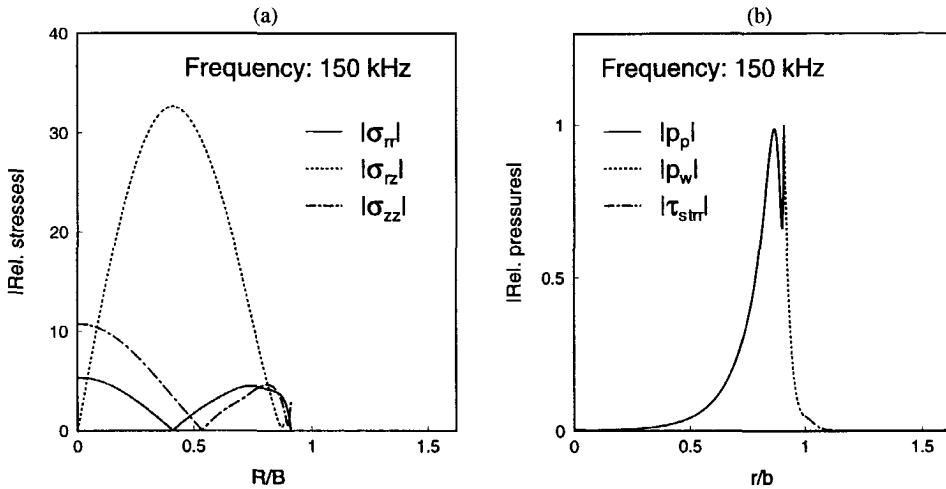 (a)
|Rel. stresses|
40
30
20
10
0
Frequency: 150 kHz
|σrr|
|σrz|
|σzz|
0
0.5
1
1.5
R/B
(b)
|Rel. pressures|
1
0.5
0
Frequency: 150 kHz
|pp|
|pw|
|τstrr|
0
0.5
1
1.5
r/b